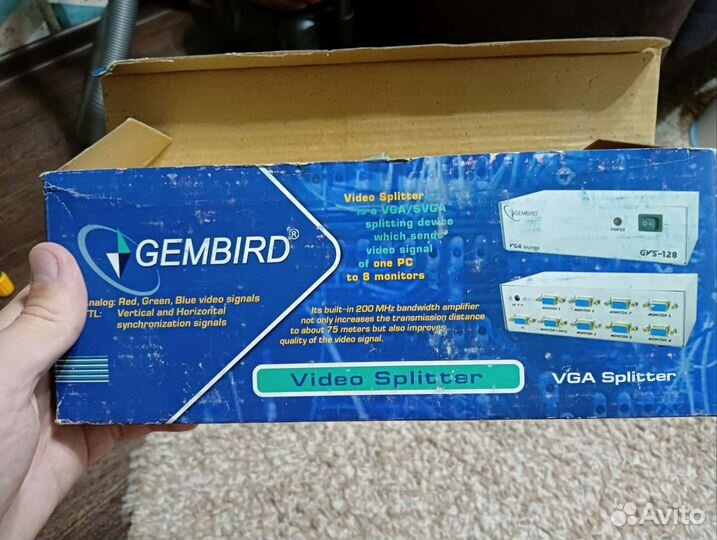 GEMBIRD®
Analog: Red, Green, Blue video signals
TTL: Vertical and Horizontal
synchronization signals
Video Splitter
is a VGA/SVGA
splitting device
which sends
video signal
of one PC
to 8 monitors
Its built-in 200 MHz bandwidth amplifier
not only increases the transmission distance
to about 75 meters but also improves
quality of the video signal.
Video Splitter
GEMBIRD
VGA SPLITTER
POWER
GVS-128
VGA Splitter
Avito